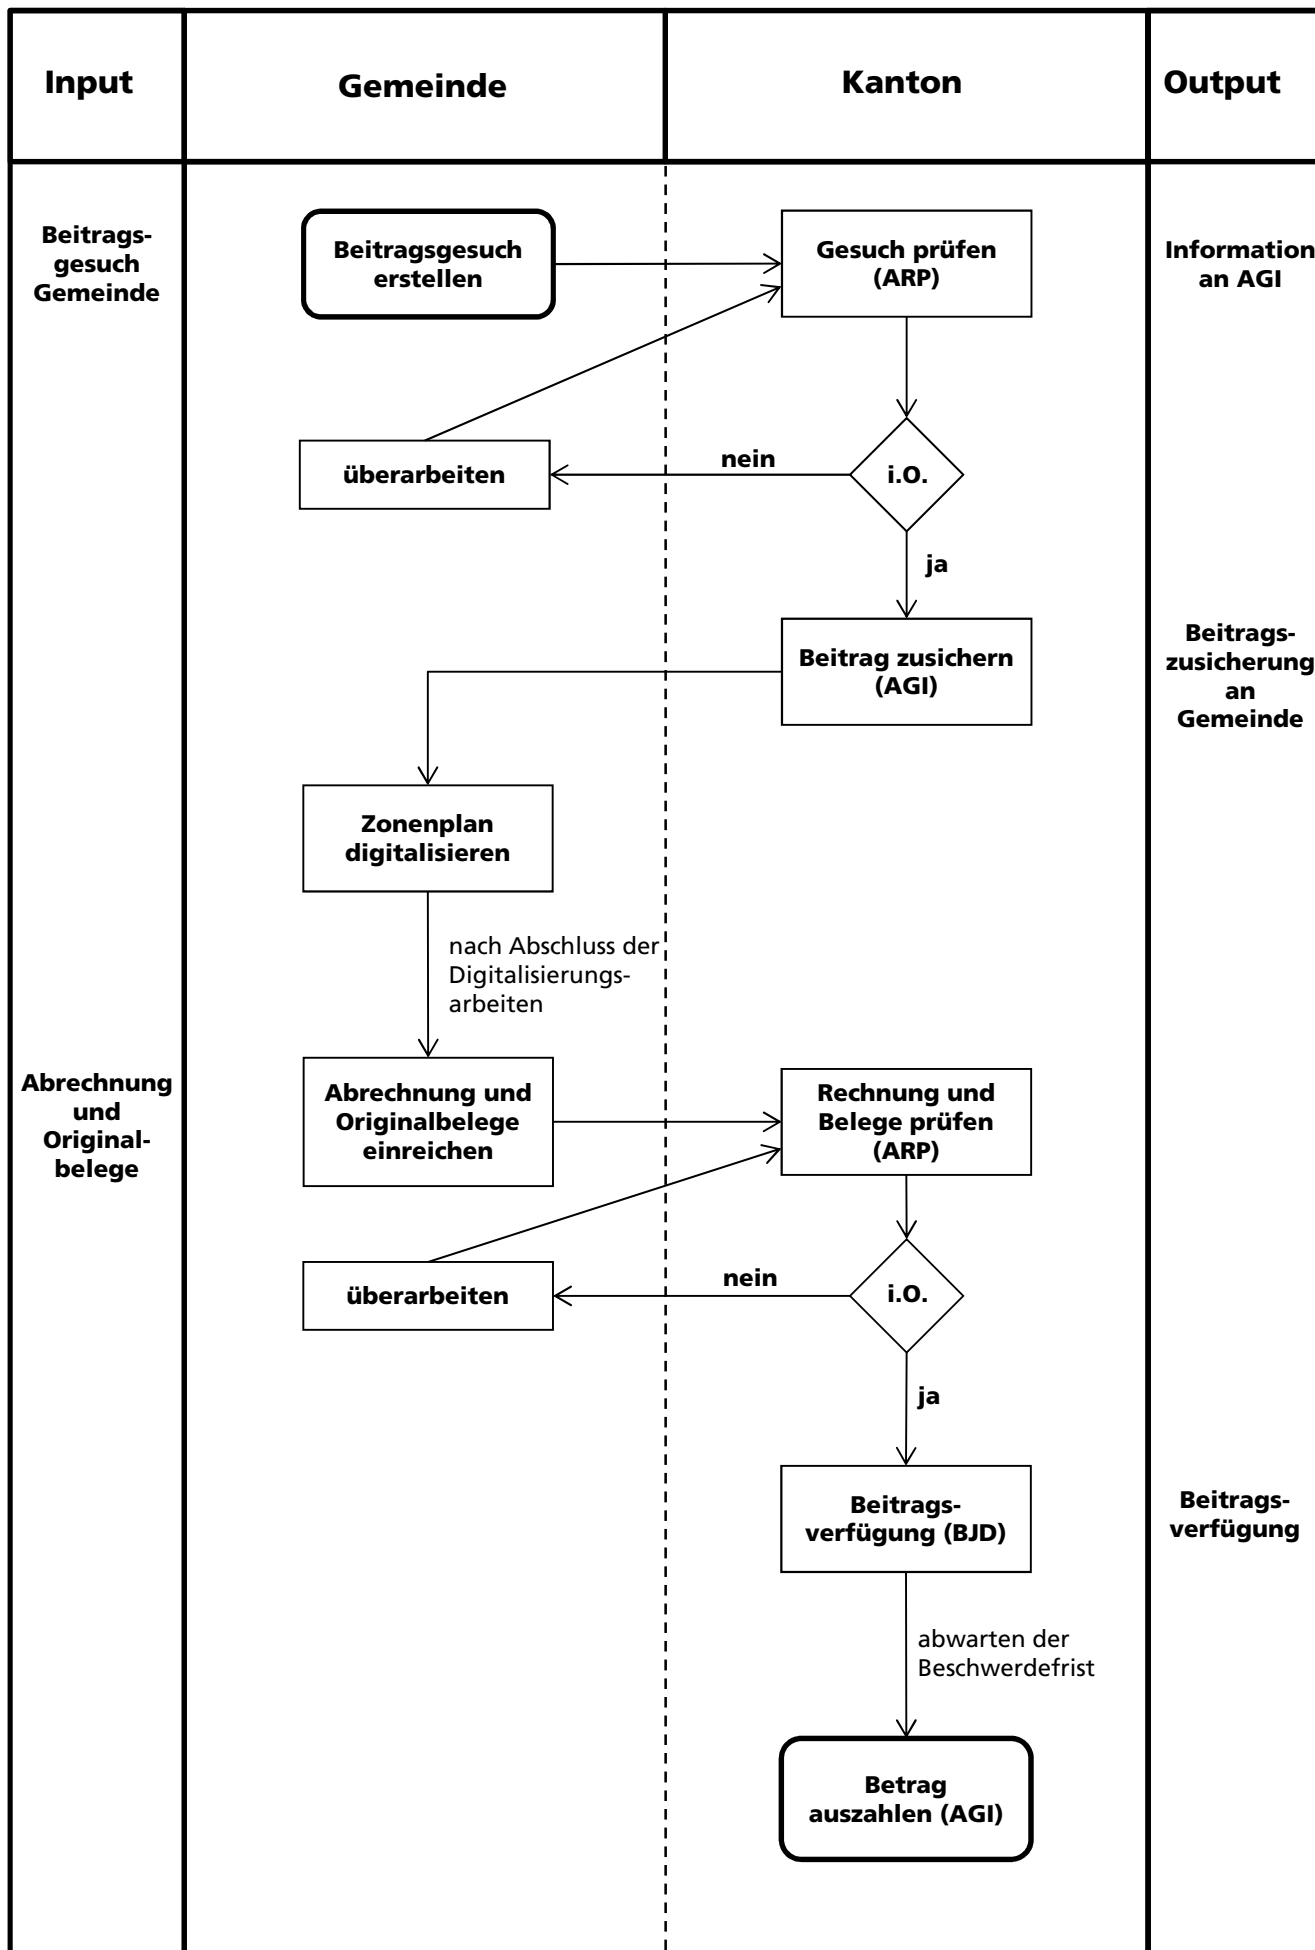 Input
Gemeinde
Kanton
Output
Beitrags-
gesuch
Gemeinde
Beitragsgesuch
erstellen
Gesuch prüfen
(ARP)
Information
an AGI
überarbeiten
nein
i.O.
ja
Beitrag zusichern
(AGI)
Beitrags-
zusicherung
an
Gemeinde
Zonenplan
digitalisieren
nach Abschluss der
Digitalisierungs-
arbeiten
Abrechnung
und
Original-
belege
Abrechnung und
Originalbelege
einreichen
Rechnung und
Belege prüfen
(ARP)
überarbeiten
nein
i.O.
ja
Beitrags-
verfügung (BJD)
Beitrags-
verfügung
abwarten der
Beschwerdefrist
Betrag
auszahlen (AGI)